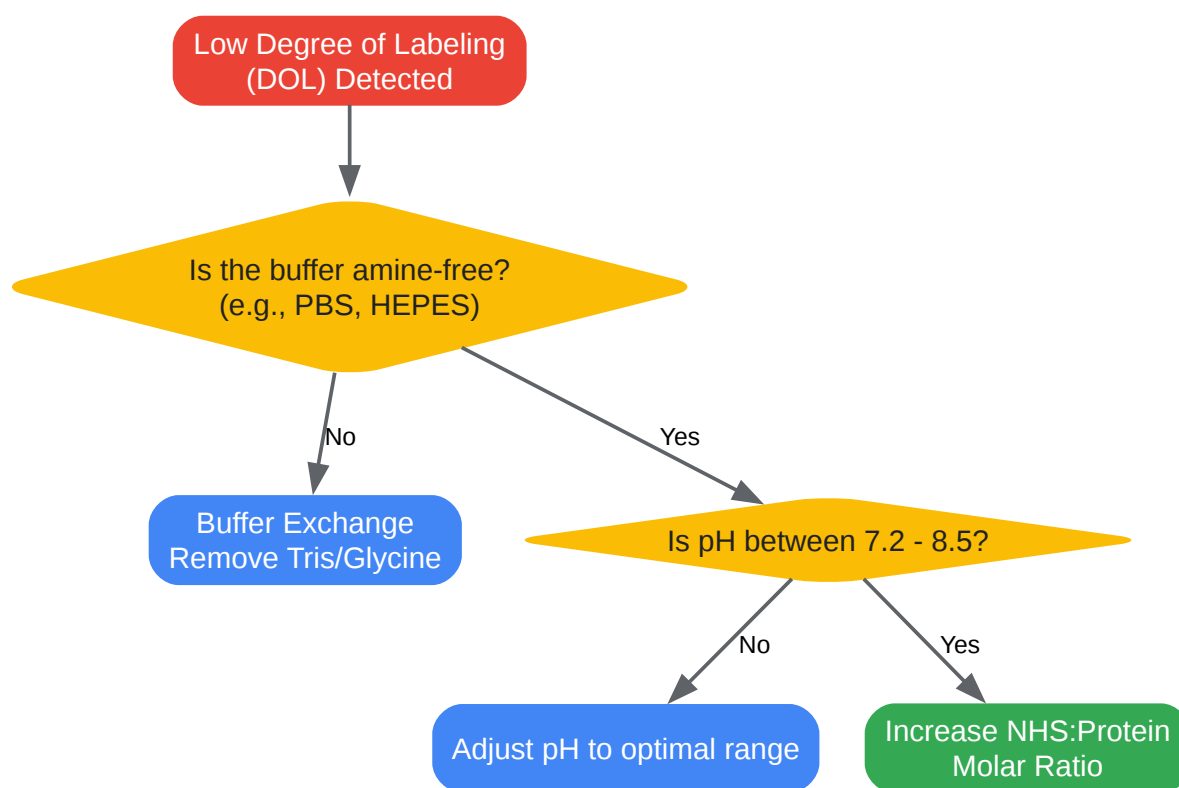 Low Degree of Labeling
(DOL) Detected
Is the buffer amine-free?
(e.g., PBS, HEPES)
No
Yes
Buffer Exchange
Remove Tris/Glycine
Is pH between 7.2 - 8.5?
No
Yes
Adjust pH to optimal range
Increase NHS:Protein
Molar Ratio